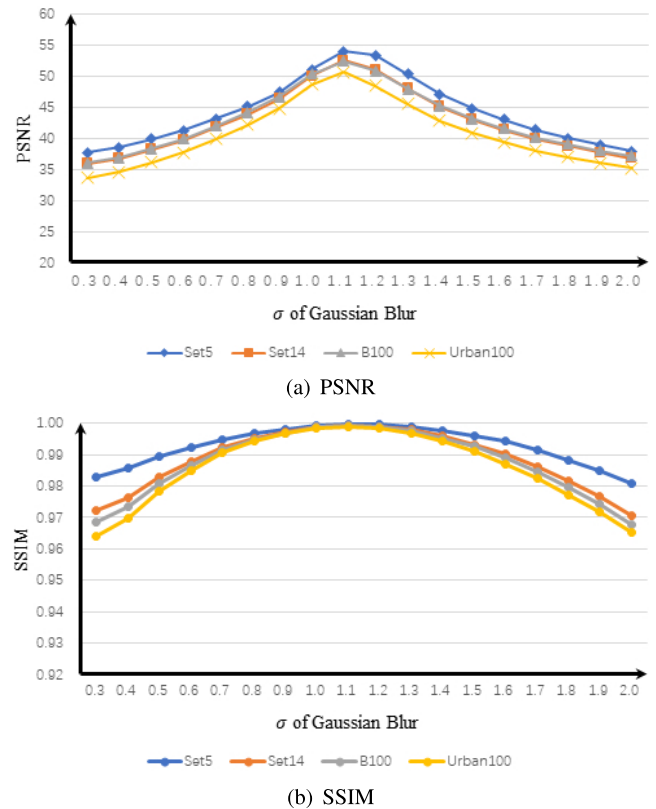 60
55
50
45
40
35
30
25
20
PSNR
0.3 0.4 0.5 0.6 0.7 0.8 0.9 1.0 1.1 1.2 1.3 1.4 1.5 1.6 1.7 1.8 1.9 2.0
σ of Gaussian Blur
Set5 Set14 B100 Urban100
(a) PSNR
1.00
0.99
0.98
0.97
0.96
0.95
0.94
0.93
0.92
SSIM
0.3 0.4 0.5 0.6 0.7 0.8 0.9 1.0 1.1 1.2 1.3 1.4 1.5 1.6 1.7 1.8 1.9 2.0
σ of Gaussian Blur
Set5 Set14 B100 Urban100
(b) SSIM